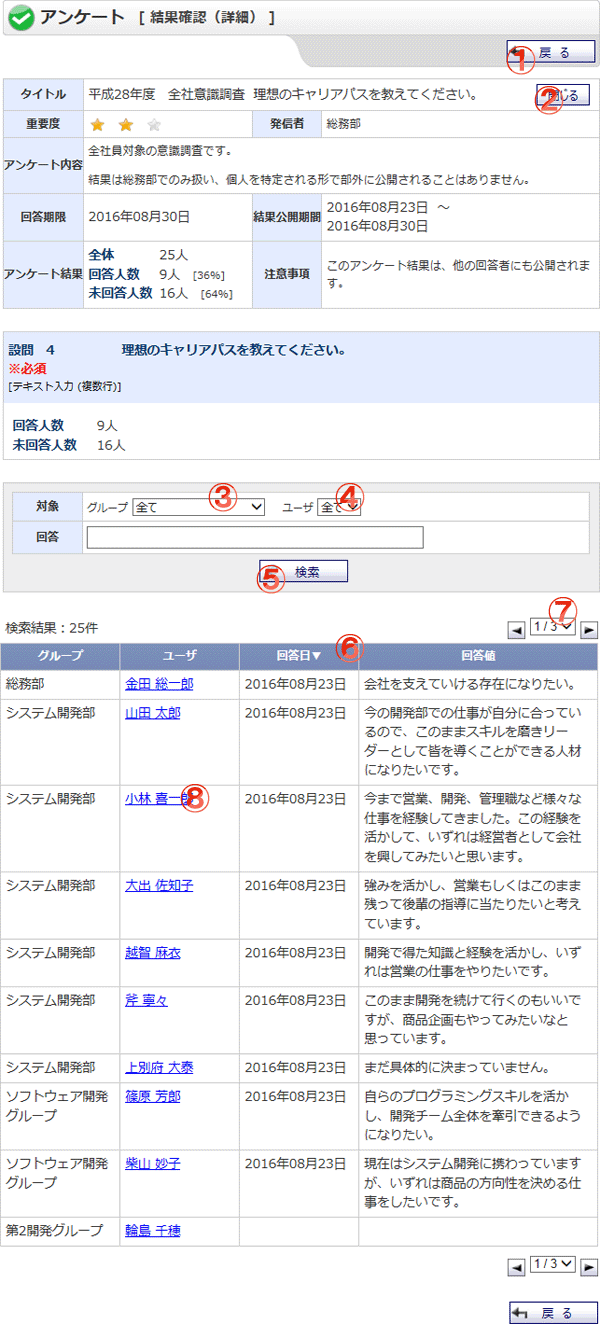 アンケート [ 結果確認（詳細） ]
① 戻 る
タイトル 平成28年度 全社意識調査 理想のキャリアパスを教えてください。 ② 閉じる
重要度 ★ ★ ★ 発信者 総務部
アンケート内容 全社員対象の意識調査です。
結果は総務部でのみ扱い、個人を特定される形で部外に公開されることはありません。
回答期限 2016年08月30日 結果公開期間 2016年08月23日 ～
2016年08月30日
アンケート結果 全体 25人
回答人数 9人 [36%]
未回答人数 16人 [64%]
注意事項 このアンケート結果は、他の回答者にも公開されま
す。
設問 4 理想のキャリアパスを教えてください。
※必須
[テキスト入力 (複数行)]
回答人数 9人
未回答人数 16人
対象 グループ 全て ③ ユーザ 全て ④
回答
⑤ 検索
検索結果：25件 ◄ 1 / 3 ⑦ ►
グループ ユーザ 回答日▼ ⑥ 回答値
総務部 金田 総一郎 2016年08月23日 会社を支えていける存在になりたい。
システム開発部 山田 太郎 2016年08月23日 今の開発部での仕事が自分に合ってい
るので、このままスキルを磨きリー
ダーとして皆を導くことができる人材
になりたいです。
システム開発部 小林 喜一郎 ⑧ 2016年08月23日 今まで営業、開発、管理職など様々な
仕事を経験してきました。この経験を
活かして、いずれは経営者として会社
を興してみたいと思います。
システム開発部 大出 佐知子 2016年08月23日 強みを活かし、営業もしくはこのまま
残って後輩の指導に当たりたいと考え
ています。
システム開発部 越智 麻衣 2016年08月23日 開発で得た知識と経験を活かし、いず
れは営業の仕事をやりたいです。
システム開発部 斧 寧々 2016年08月23日 このまま開発を続けて行くのもいいで
すが、商品企画もやってみたいなと
思っています。
システム開発部 上別府 大泰 2016年08月23日 まだ具体的に決まっていません。
ソフトウェア開発
グループ 篠原 芳郎 2016年08月23日 自らのプログラミングスキルを活か
し、開発チーム全体を牽引できるよう
になりたい。
ソフトウェア開発
グループ 柴山 妙子 2016年08月23日 現在はシステム開発に携わっています
が、いずれは商品の方向性を決める仕
事をしたいです。
第2開発グループ 輪島 千穂
◄ 1 / 3 ►
戻 る